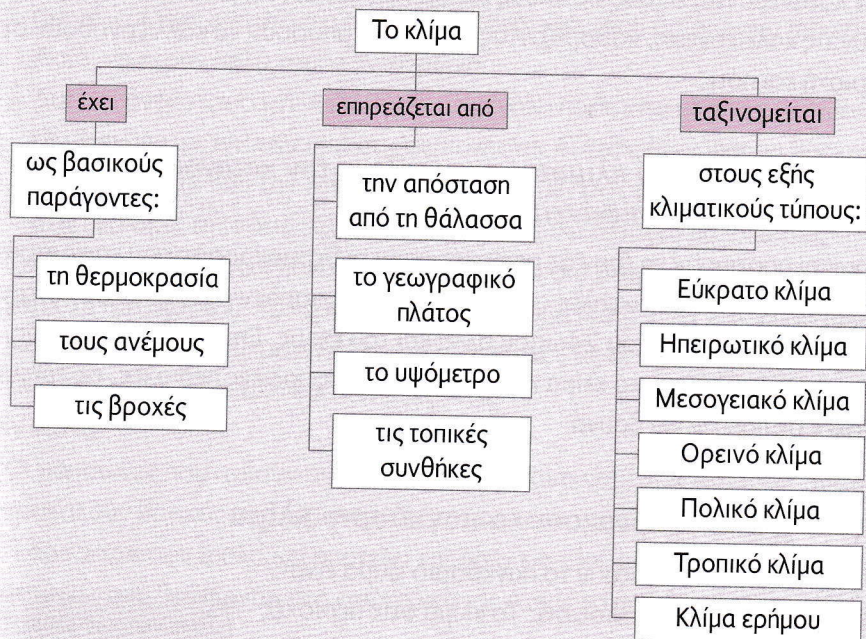 Το κλίμα
έχει
ως βασικούς
παράγοντες:
τη θερμοκρασία
τους ανέμους
τις βροχές
επηρεάζεται από
την απόσταση
από τη θάλασσα
το γεωγραφικό
πλάτος
το υψόμετρο
τις τοπικές
συνθήκες
ταξινομείται
στους εξής
κλιματικούς τύπους:
Εύκρατο κλίμα
Ηπειρωτικό κλίμα
Μεσογειακό κλίμα
Ορεινό κλίμα
Πολικό κλίμα
Τροπικό κλίμα
Κλίμα ερήμου